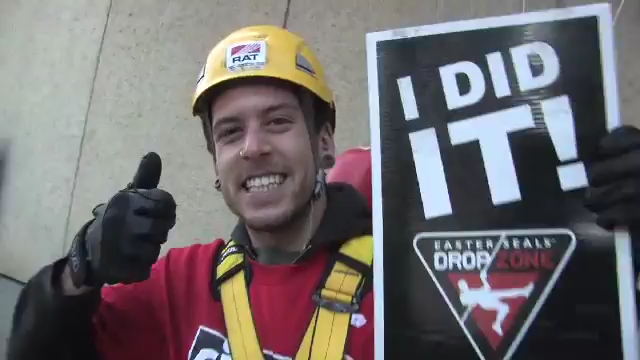 RAT
I DID
IT!
EASTER SEALS
DROP ZONE